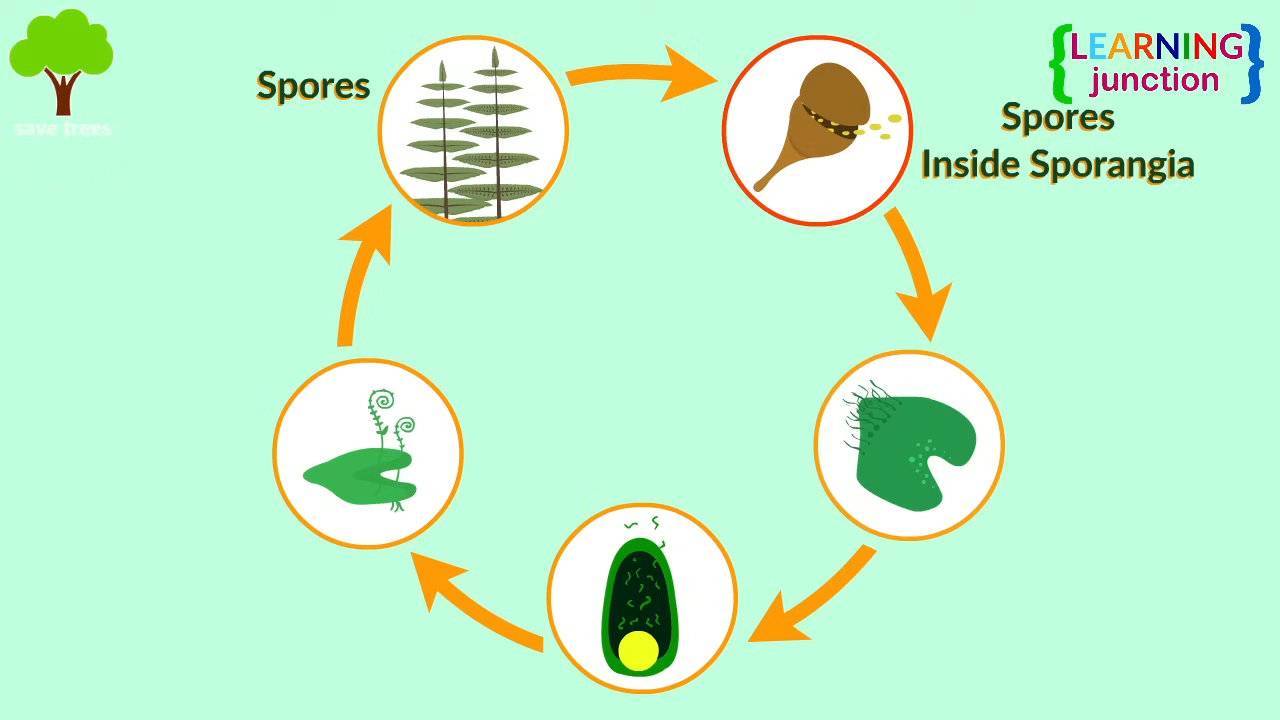 save trees
Spores
{LEARNING
junction}
Spores
Inside Sporangia